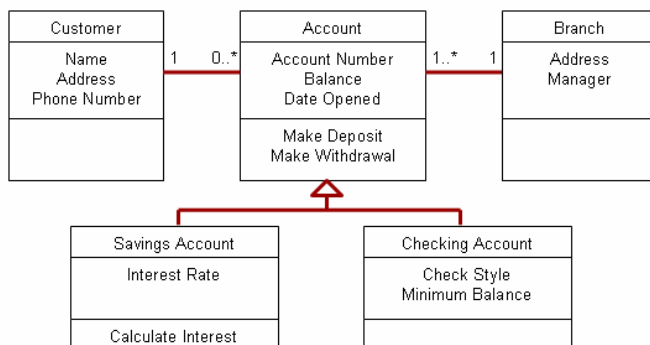 Customer
Name
Address
Phone Number
1
0..*
Account
Account Number
Balance
Date Opened
Make Deposit
Make Withdrawal
1..*
1
Branch
Address
Manager
Savings Account
Interest Rate
Calculate Interest
Checking Account
Check Style
Minimum Balance